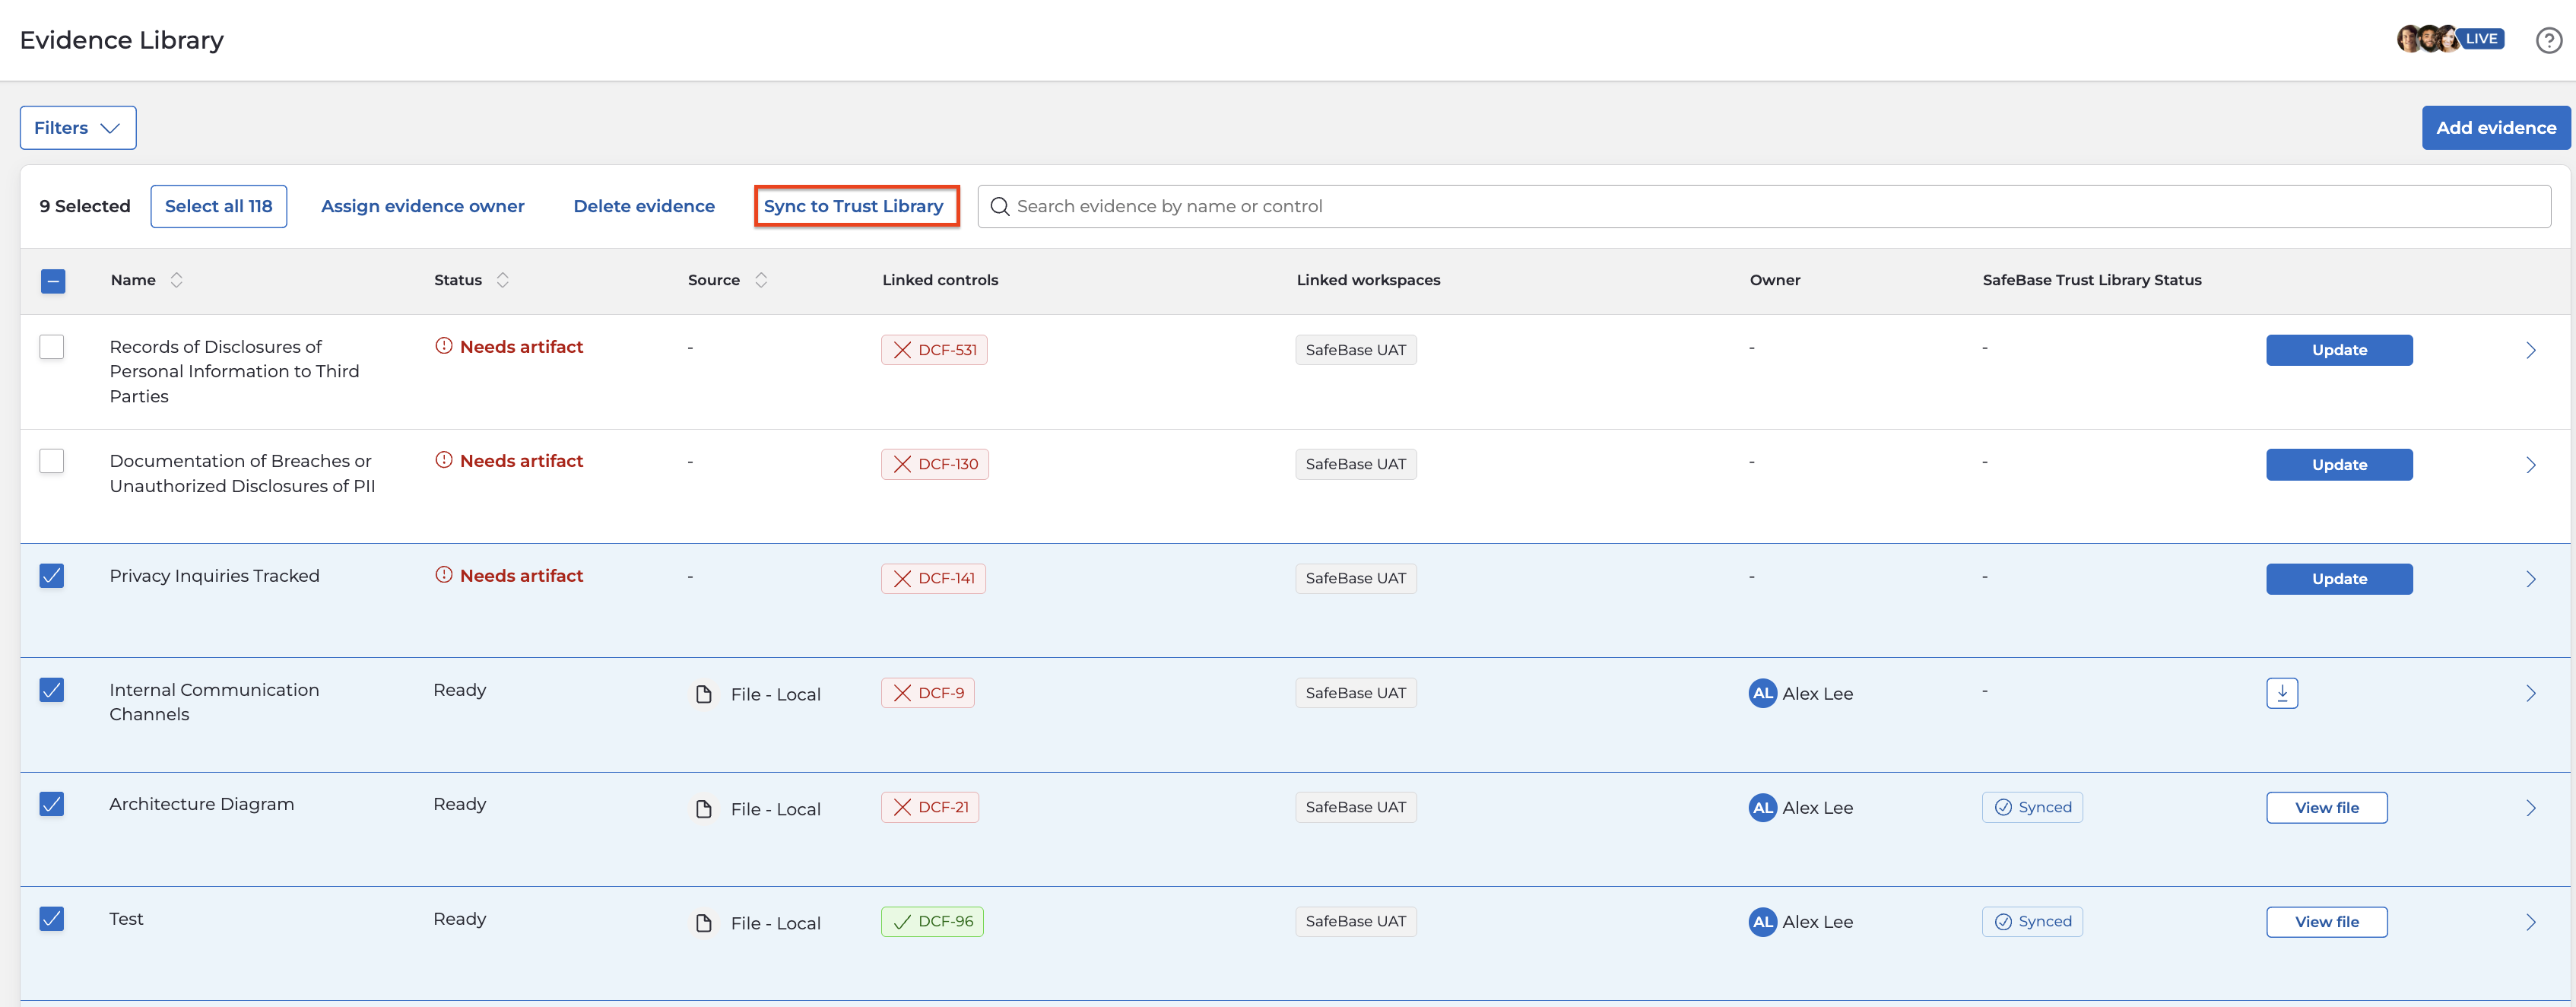 Evidence Library
LIVE
?
Filters
Add evidence
9 Selected
Select all 118
Assign evidence owner
Delete evidence
Sync to Trust Library
Search evidence by name or control
Name
Status
Source
Linked controls
Linked workspaces
Owner
SafeBase Trust Library Status
Records of Disclosures of
Personal Information to Third
Parties
Needs artifact
-
DCF-531
SafeBase UAT
-
-
Update
Documentation of Breaches or
Unauthorized Disclosures of PII
Needs artifact
-
DCF-130
SafeBase UAT
-
-
Update
Privacy Inquiries Tracked
Needs artifact
-
DCF-141
SafeBase UAT
-
-
Update
Internal Communication
Channels
Ready
File - Local
DCF-9
SafeBase UAT
AL Alex Lee
-
Architecture Diagram
Ready
File - Local
DCF-21
SafeBase UAT
AL Alex Lee
Synced
View file
Test
Ready
File - Local
DCF-96
SafeBase UAT
AL Alex Lee
Synced
View file